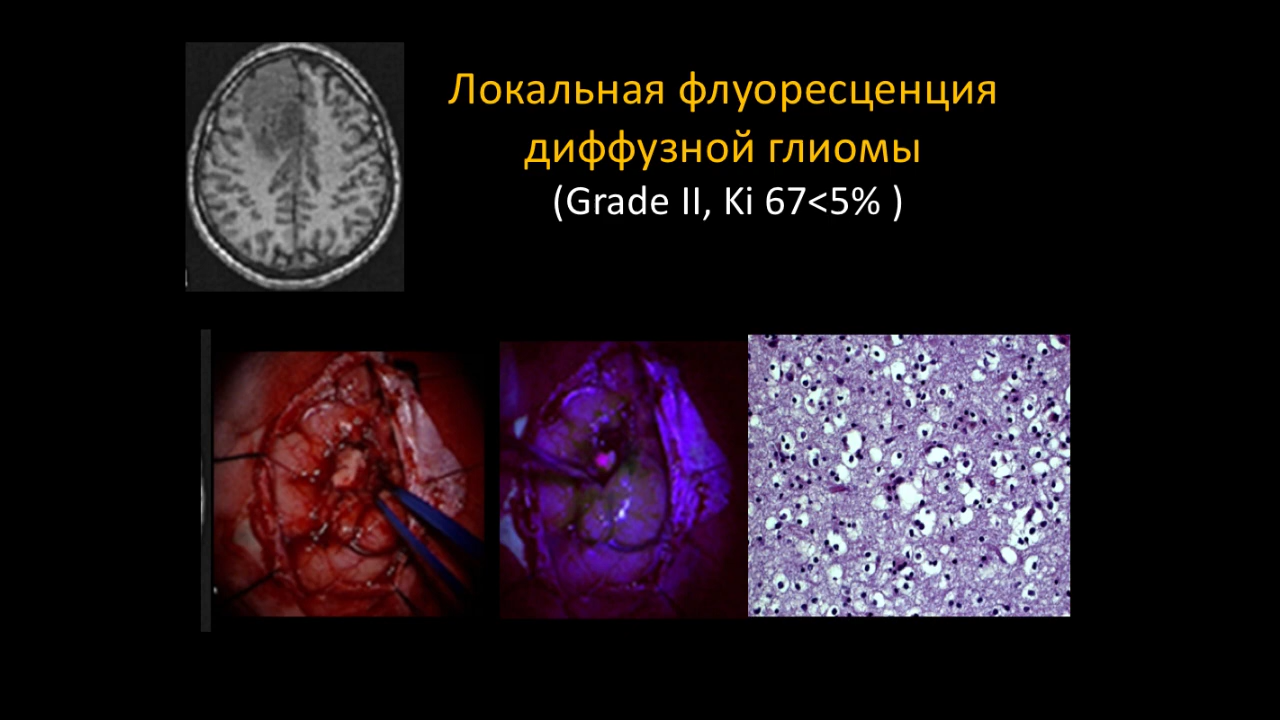 Локальная флуоресценция
диффузной глиомы
(Grade II, Ki 67<5% )